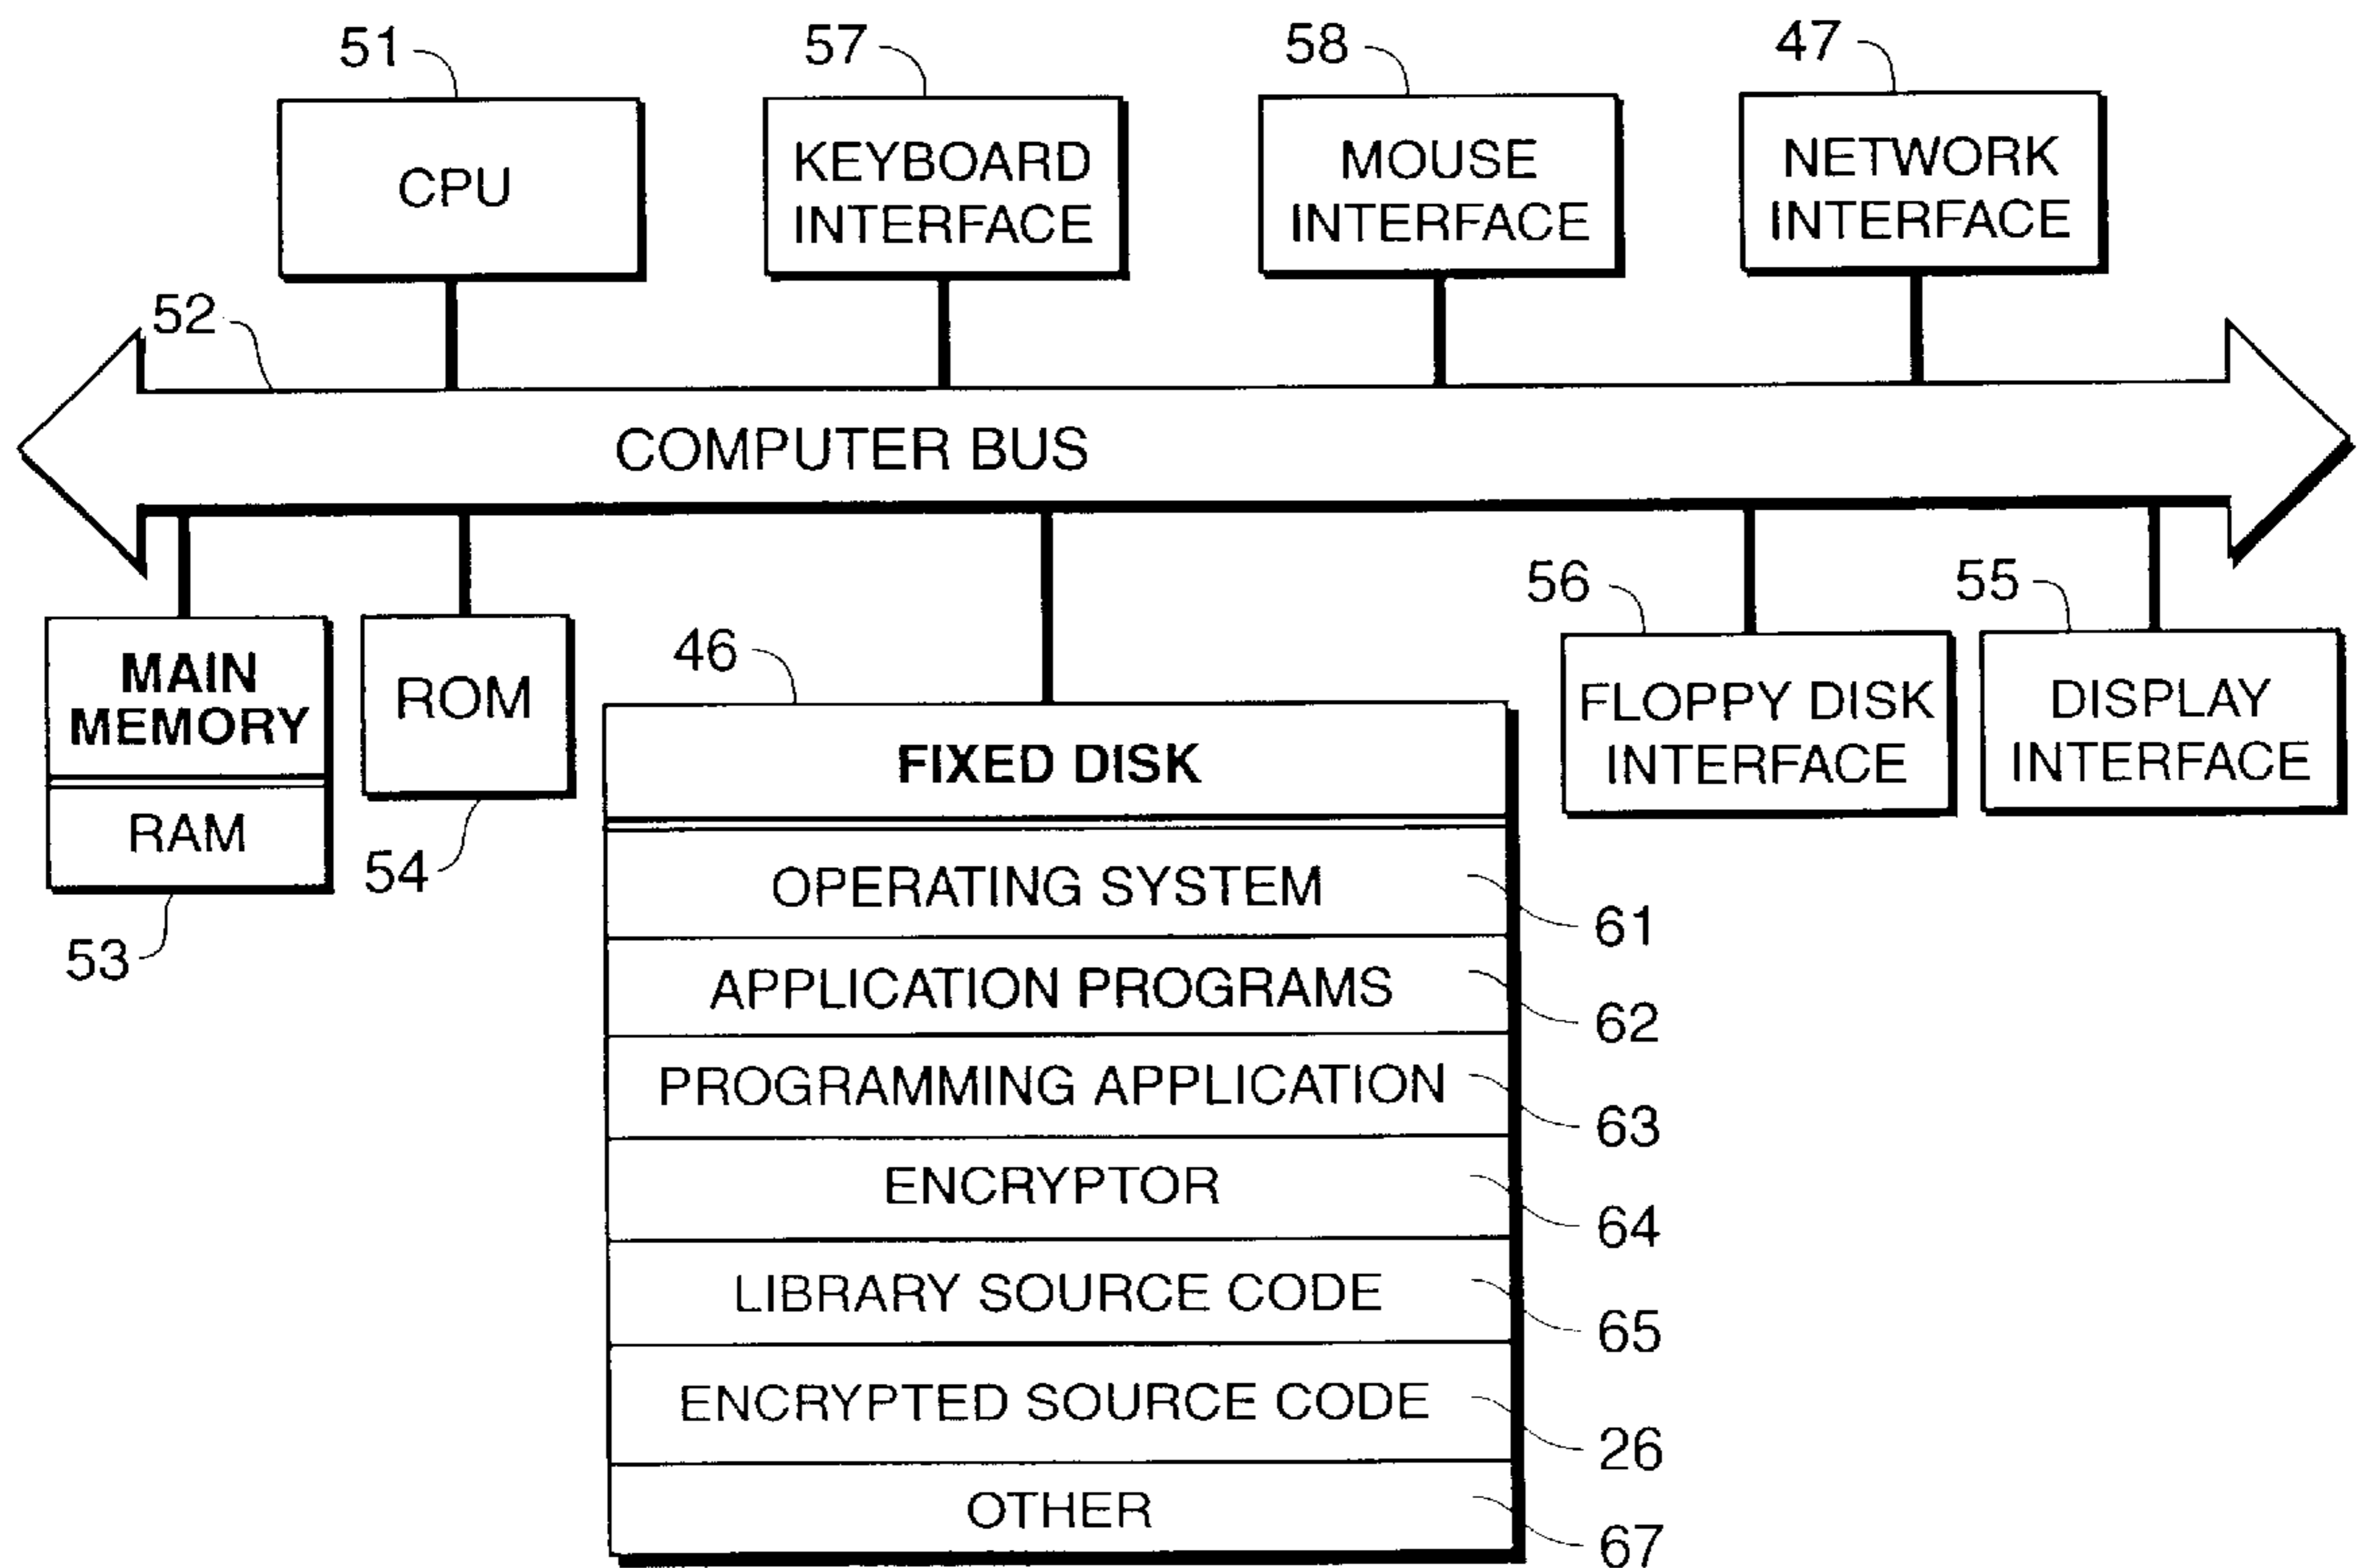 51
57
58
47
CPU
KEYBOARD
INTERFACE
MOUSE
INTERFACE
NETWORK
INTERFACE
52
COMPUTER BUS
MAIN
MEMORY
RAM
53
ROM
54
46
FIXED DISK
OPERATING SYSTEM
61
APPLICATION PROGRAMS
62
PROGRAMMING APPLICATION
63
ENCRYPTOR
64
LIBRARY SOURCE CODE
65
ENCRYPTED SOURCE CODE
26
OTHER
67
56
FLOPPY DISK
INTERFACE
55
DISPLAY
INTERFACE